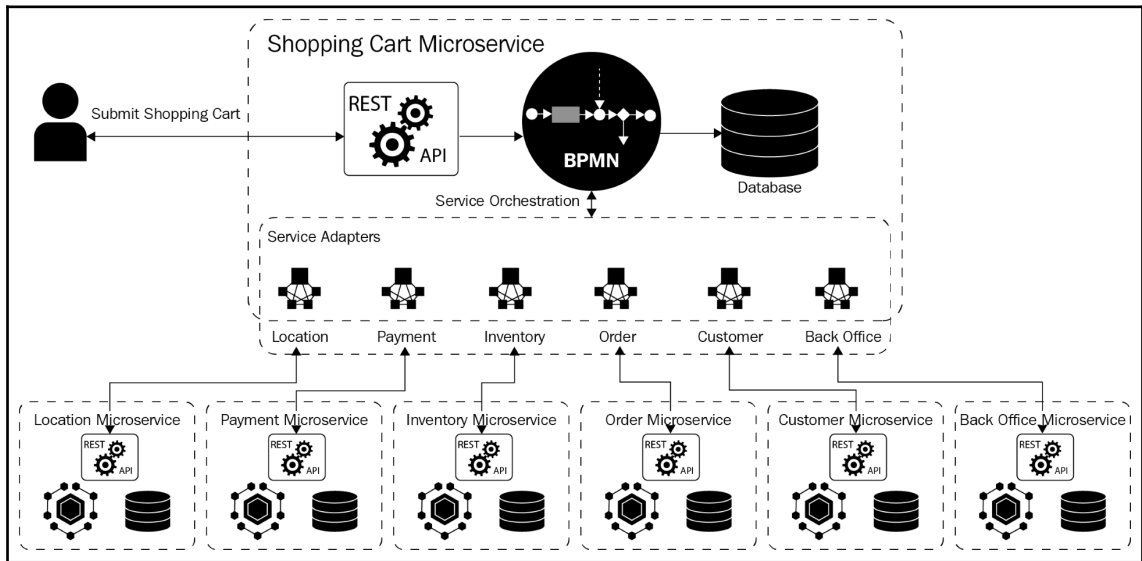 Shopping Cart Microservice
Submit Shopping Cart
REST
API
BPMN
Database
Service Orchestration
Service Adapters
Location
Payment
Inventory
Order
Customer
Back Office
Location Microservice
Payment Microservice
Inventory Microservice
Order Microservice
Customer Microservice
Back Office Microservice
REST
API
REST
API
REST
API
REST
API
REST
API
REST
API